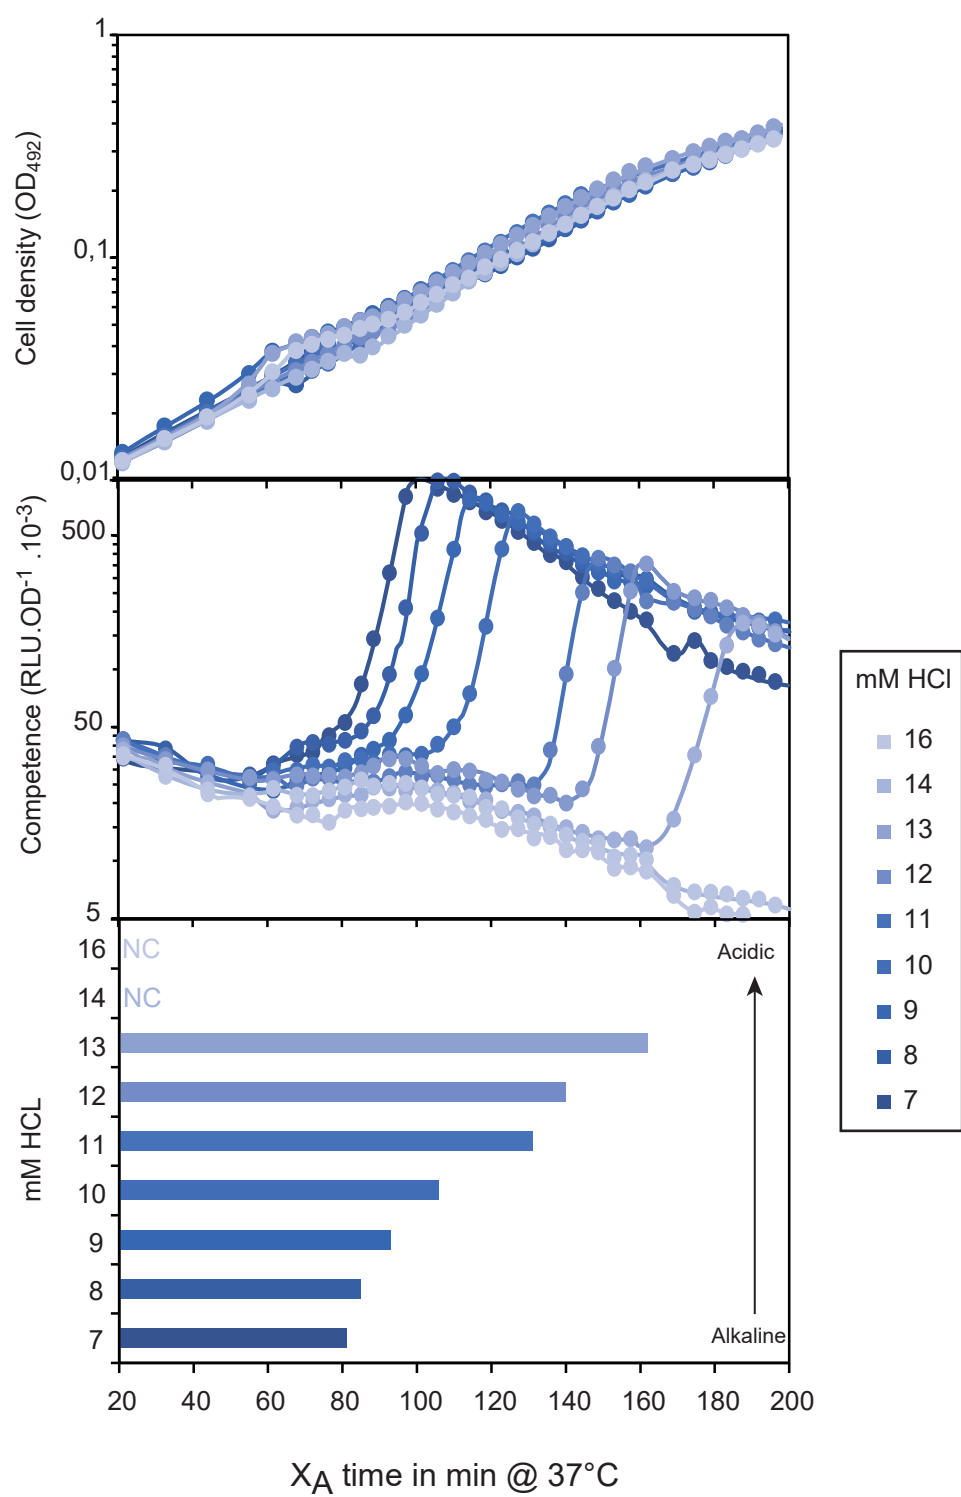 1
0,1
0,01
Cell density (OD492)
500
50
5
Competence (RLU.OD-1 .10-3)
mM HCl
16
14
13
12
11
10
9
8
7
16 NC
14 NC
13
12
11
10
9
8
7
mM HCL
Acidic
Alkaline
20 40 60 80 100 120 140 160 180 200
XA time in min @ 37°C